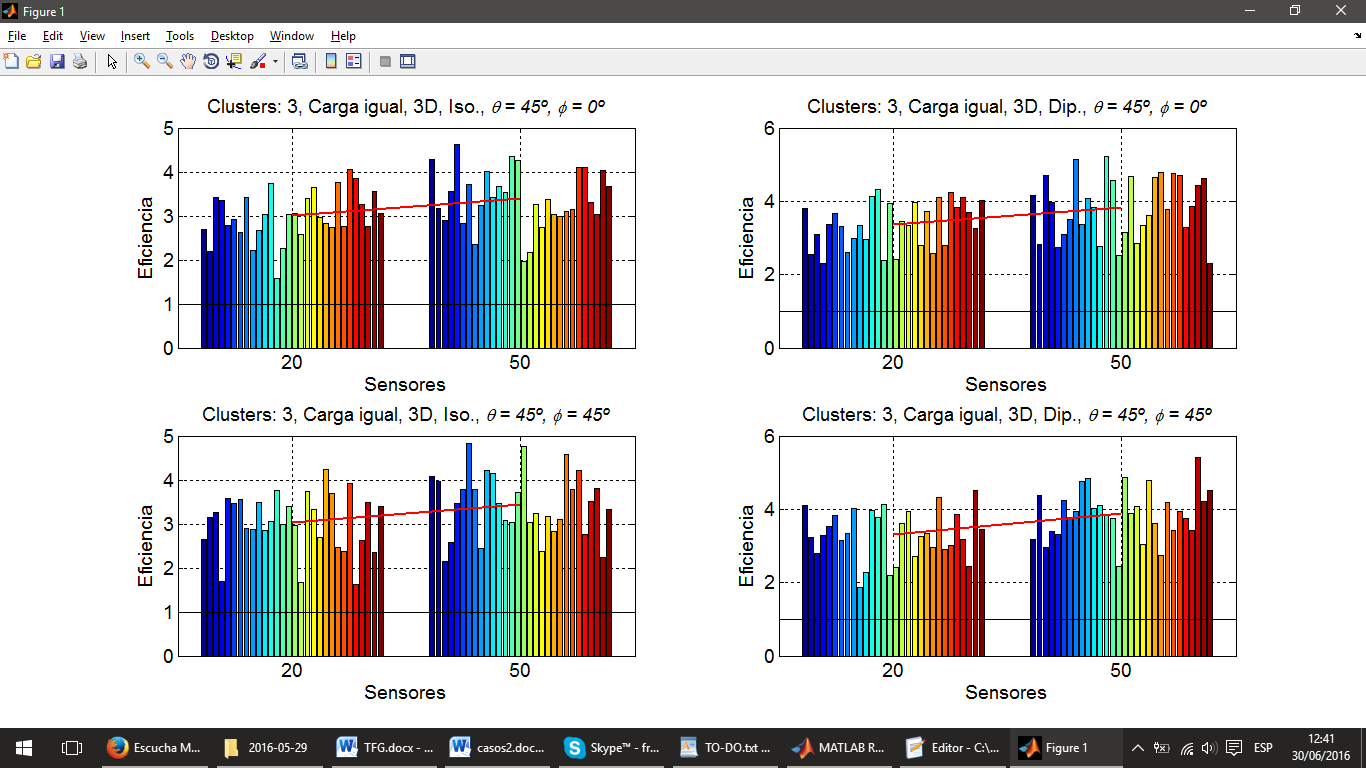 Figure 1
File Edit View Insert Tools Desktop Window Help
Clusters: 3, Carga igual, 3D, Iso., θ = 45º, ϕ = 0º
5
4
3
2
1
0
Eficiencia
20 50
Sensores
Clusters: 3, Carga igual, 3D, Dip., θ = 45º, ϕ = 0º
6
4
2
0
Eficiencia
20 50
Sensores
Clusters: 3, Carga igual, 3D, Iso., θ = 45º, ϕ = 45º
5
4
3
2
1
0
Eficiencia
20 50
Sensores
Clusters: 3, Carga igual, 3D, Dip., θ = 45º, ϕ = 45º
6
4
2
0
Eficiencia
20 50
Sensores
Escucha M... 2016-05-29 TFG.docx - ... casos2.doc... Skype™ - fr... TO-DO.txt ... MATLAB R... Editor - C:\... Figure 1 ESP 12:41
30/06/2016